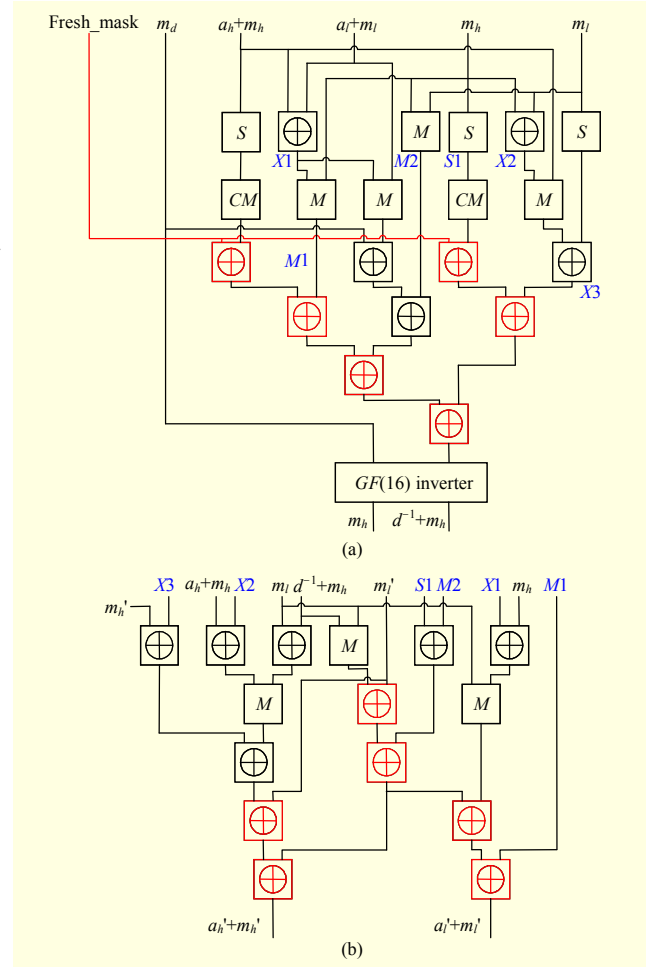 Fresh_mask m_d a_h+m_h a_l+m_l m_h m_l
S M S S
X1 M2 S1 X2
CM M M CM M
M1
X3
GF(16) inverter
m_h d⁻¹+m_h
(a)
X3 a_h+m_h X2 m_l d⁻¹+m_h m_l' S1 M2 X1 m_h M1
m_h'
M
M M
a_h'+m_h' a_l'+m_l'
(b)